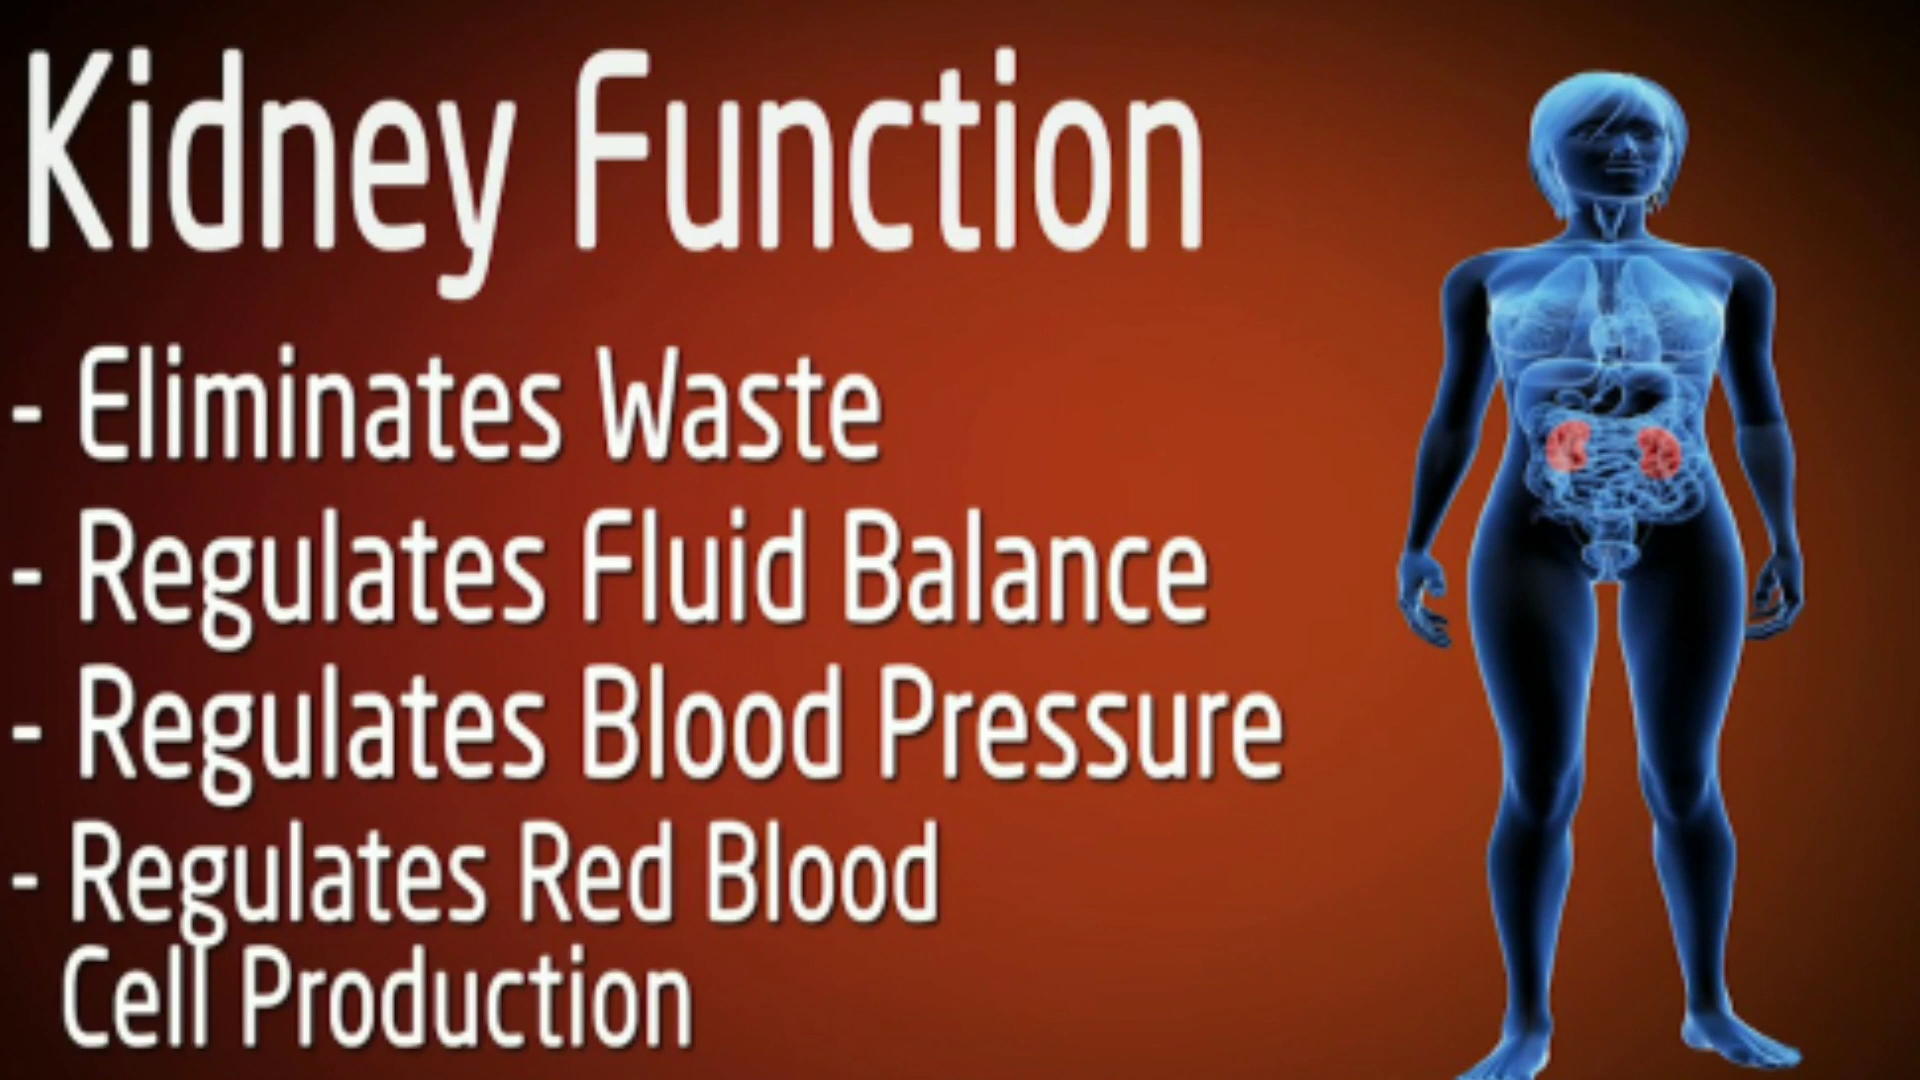 Kidney Function
- Eliminates Waste
- Regulates Fluid Balance
- Regulates Blood Pressure
- Regulates Red Blood
Cell Production